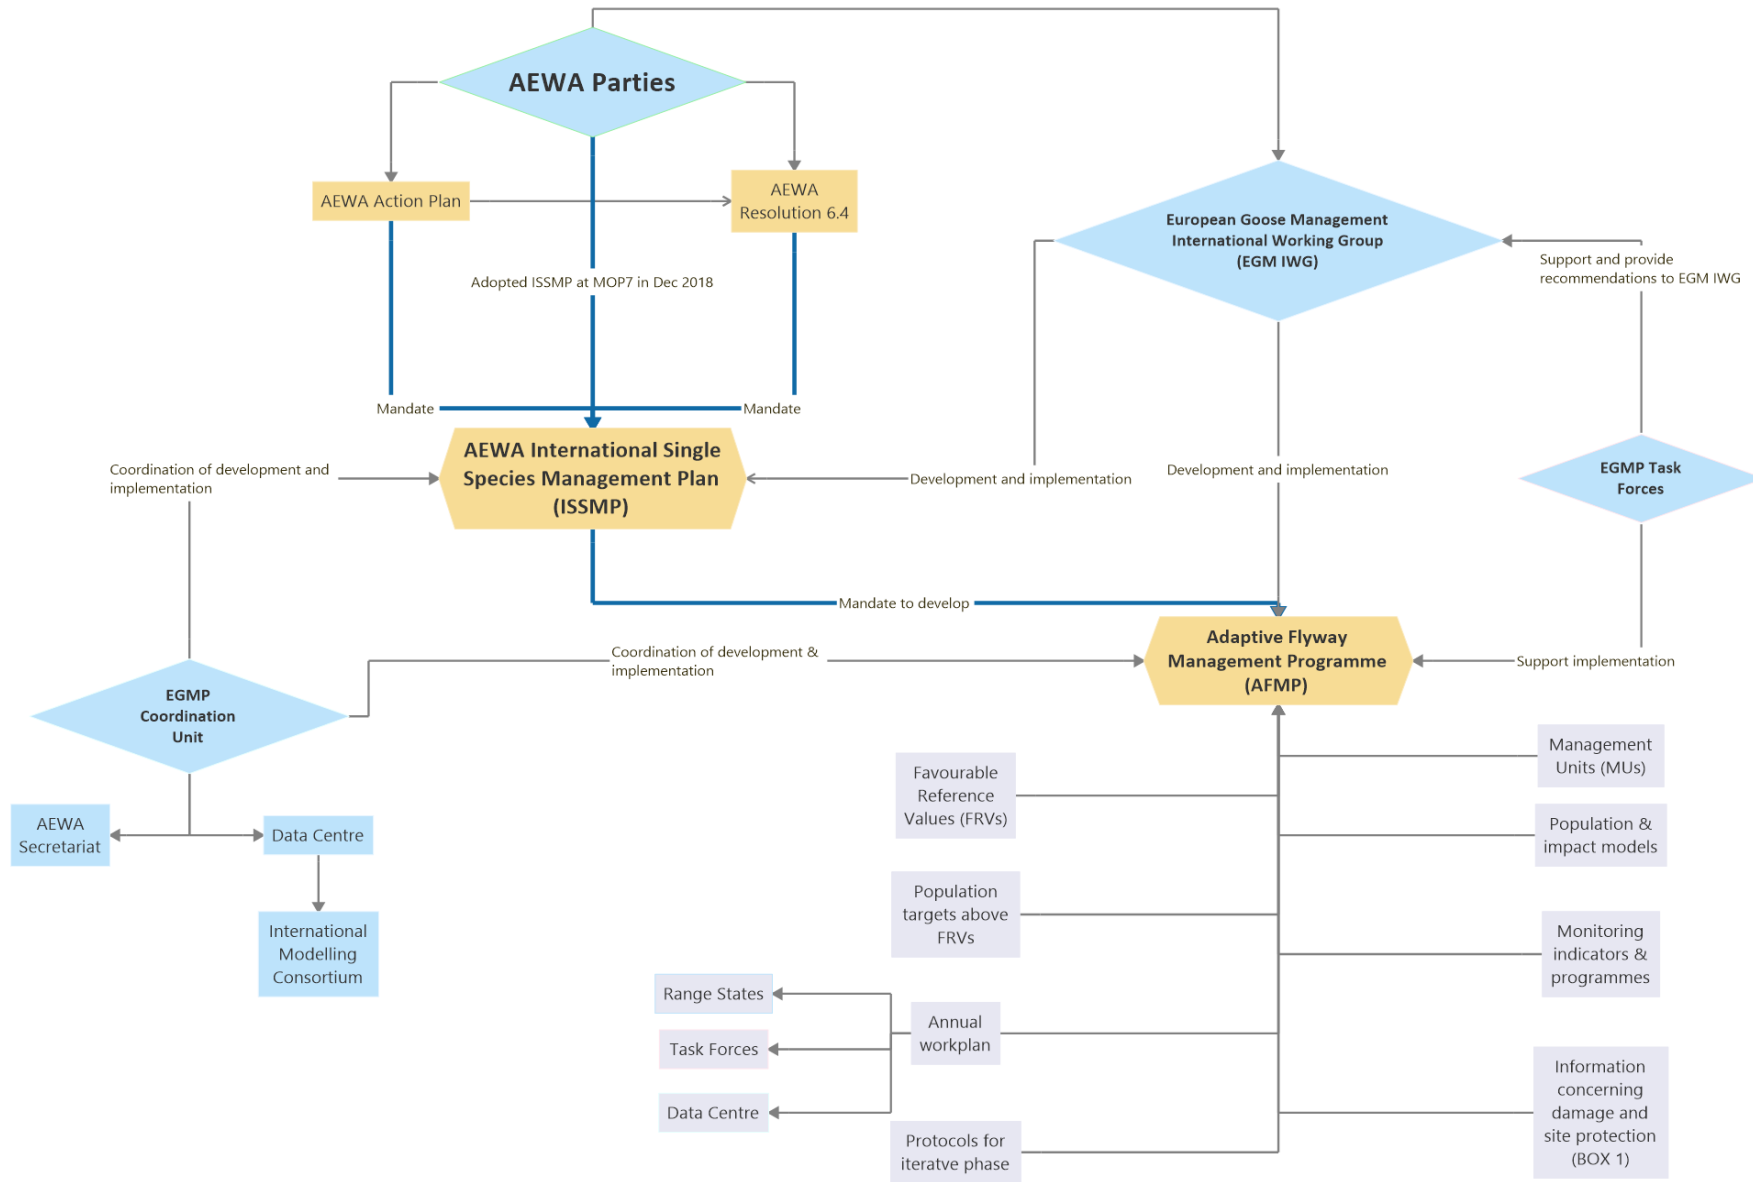 AEWA Parties
AEWA Action Plan
AEWA
Resolution 6.4
Adopted ISSMP at MOP7 in Dec 2018
European Goose Management
International Working Group
(EGM IWG)
Support and provide
recommendations to EGM IWG
Mandate
Mandate
AEWA International Single
Species Management Plan
(ISSMP)
Coordination of development and
implementation
Development and implementation
Development and implementation
EGMP Task
Forces
Mandate to develop
Adaptive Flyway
Management Programme
(AFMP)
Coordination of development &
implementation
Support implementation
EGMP
Coordination
Unit
AEWA
Secretariat
Data Centre
International
Modelling
Consortium
Favourable
Reference
Values (FRVs)
Management
Units (MUs)
Population &
impact models
Population
targets above
FRVs
Monitoring
indicators &
programmes
Range States
Task Forces
Data Centre
Annual
workplan
Protocols for
iteratve phase
Information
concerning
damage and
site protection
(BOX 1)